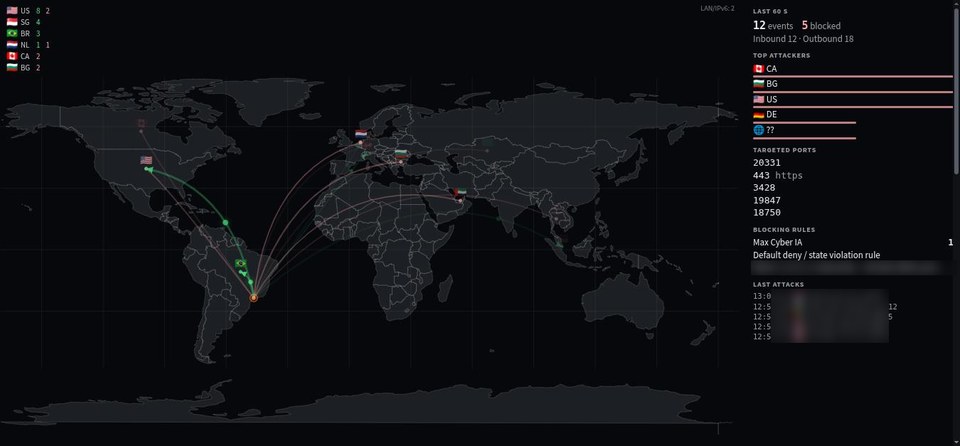 US 8 2
SG 4
BR 3
NL 1 1
CA 2
BG 2
LAN/IPv6: 2
LAST 60 S
12 events 5 blocked
Inbound 12 · Outbound 18
TOP ATTACKERS
CA
BG
US
DE
??
TARGETED PORTS
20331
443 https
3428
19847
18750
BLOCKING RULES
Max Cyber IA 1
Default deny / state violation rule
LAST ATTACKS
13:0
12:5 12
12:5 5
12:5
12:5